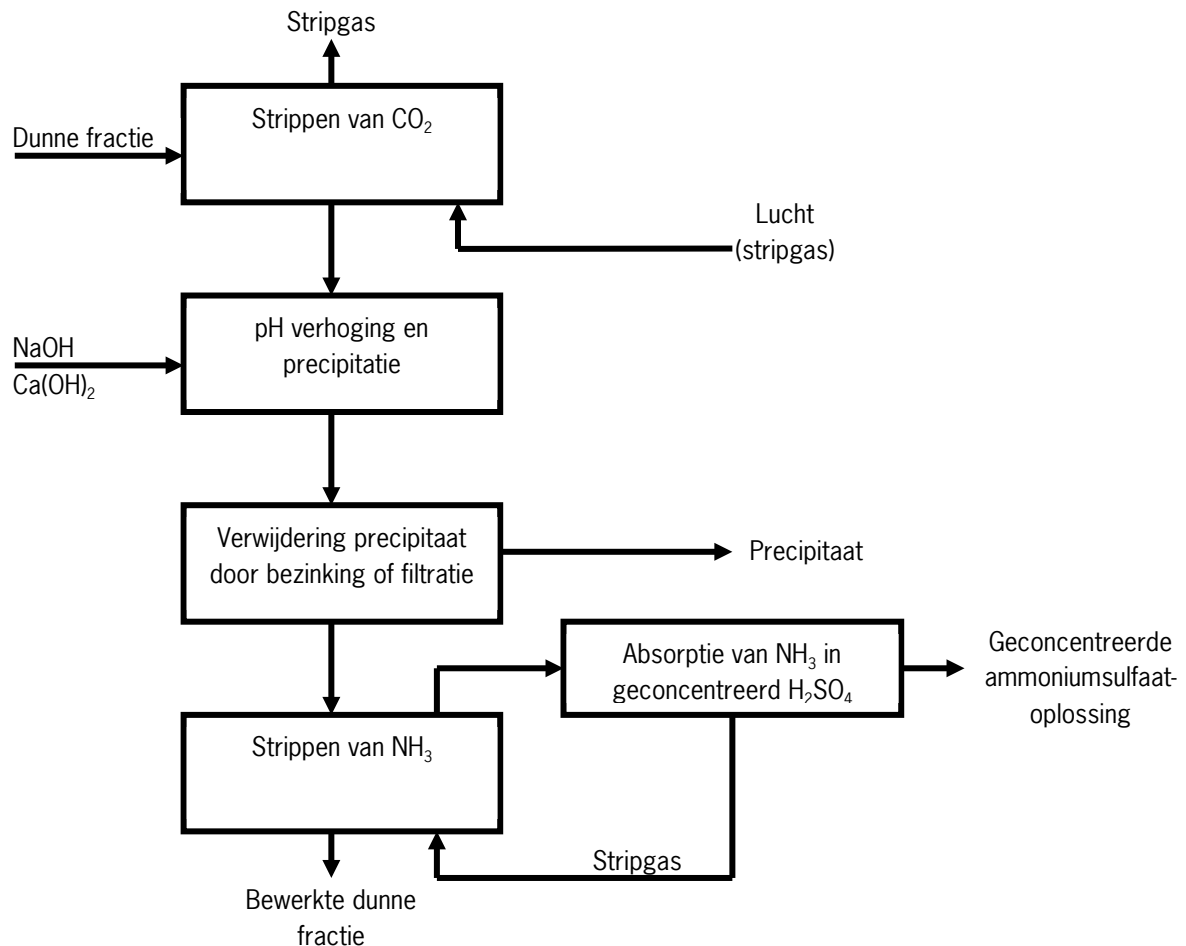 Stripgas
Strippen van CO₂
Dunne fractie
Lucht
(stripgas)
pH verhoging en
precipitatie
NaOH
Ca(OH)₂
Verwijdering precipitaat
door bezinking of filtratie
Precipitaat
Absorptie van NH₃ in
geconcentreerd H₂SO₄
Geconcentreerde
ammoniumsulfaat-
oplossing
Strippen van NH₃
Stripgas
Bewerkte dunne
fractie